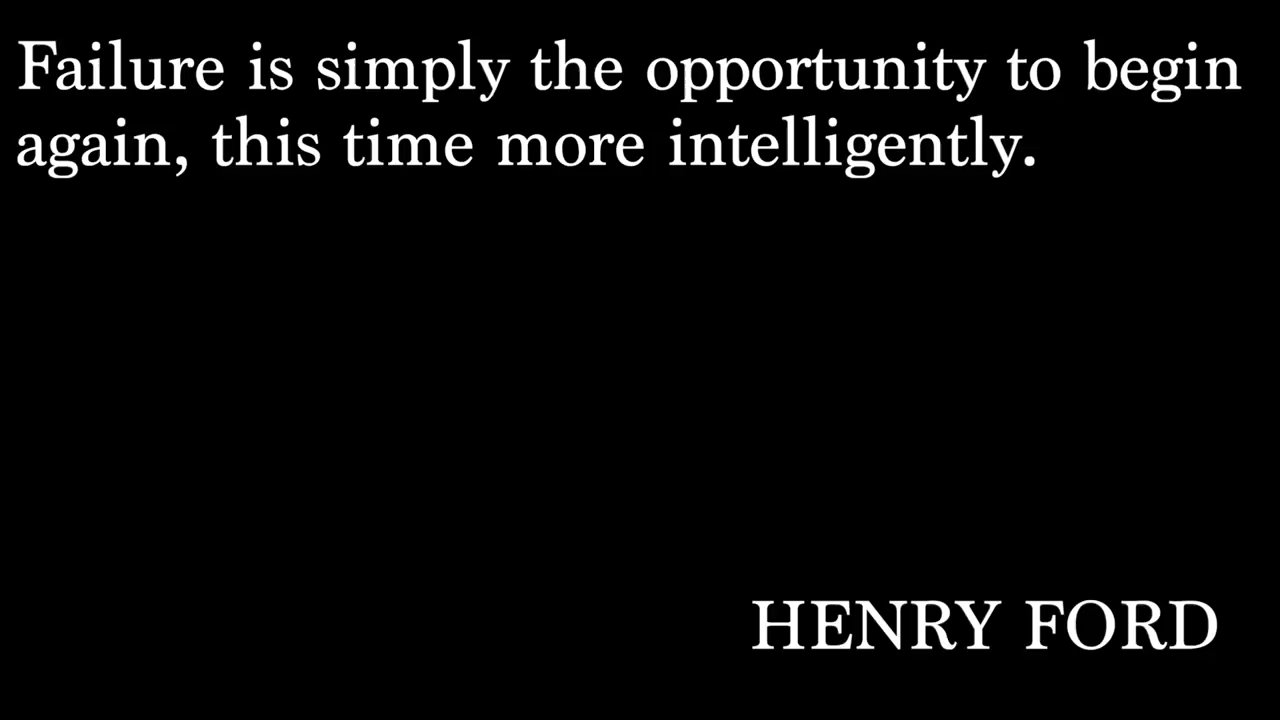 Failure is simply the opportunity to begin
again, this time more intelligently.
HENRY FORD